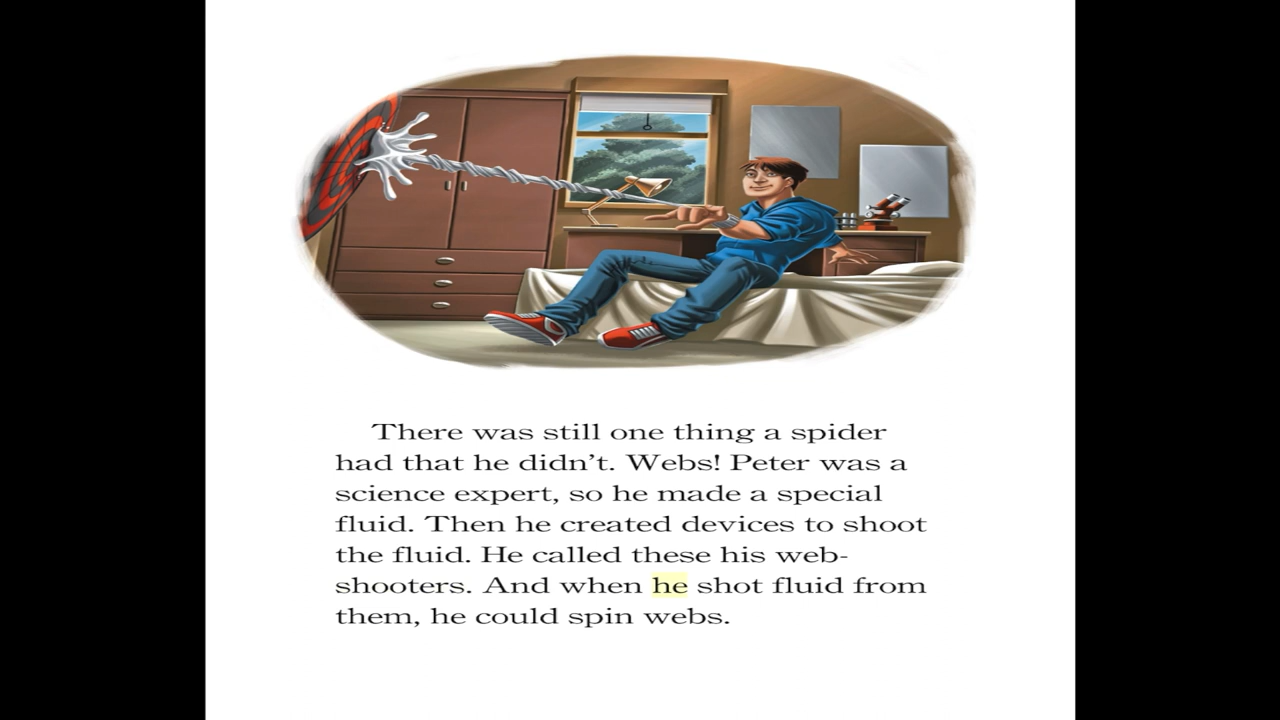 There was still one thing a spider
had that he didn’t. Webs! Peter was a
science expert, so he made a special
fluid. Then he created devices to shoot
the fluid. He called these his web-
shooters. And when he shot fluid from
them, he could spin webs.